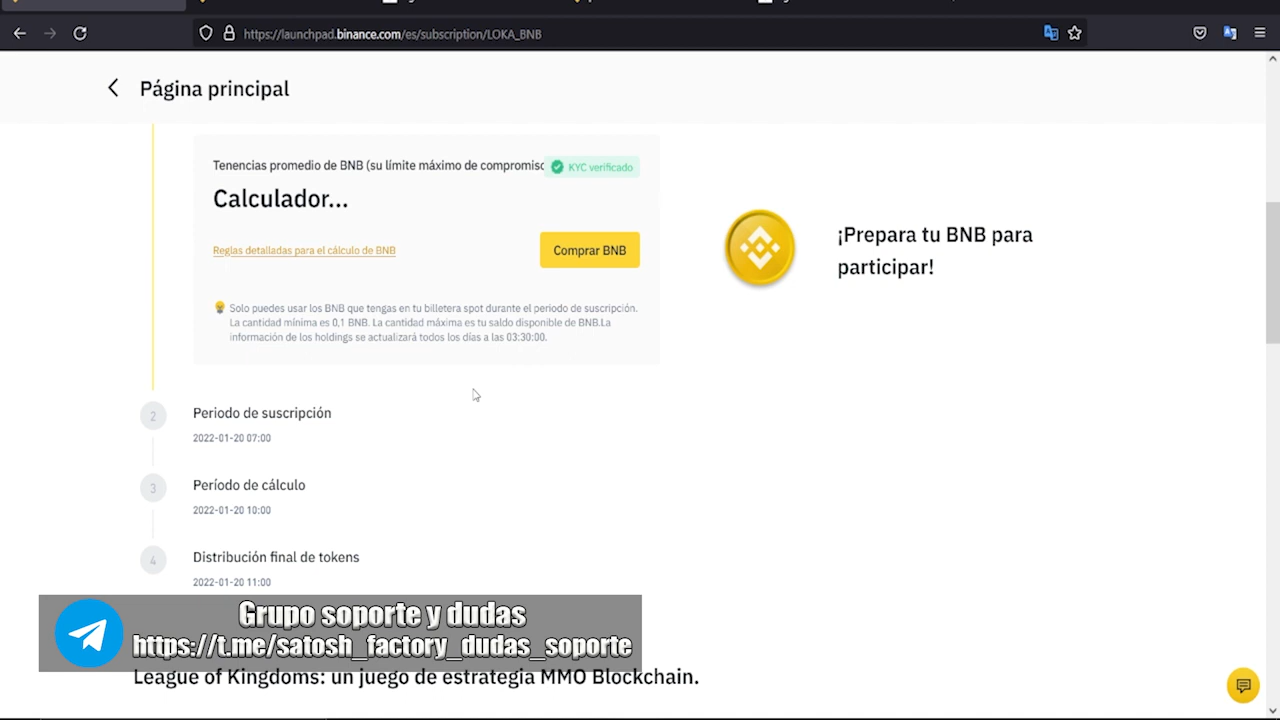 https://launchpad.binance.com/es/subscription/LOKA_BNB
Página principal
Tenencias promedio de BNB (su límite máximo de compromisc
KYC verificado
Calculador...
Reglas detalladas para el cálculo de BNB
Comprar BNB
¡Prepara tu BNB para
participar!
Solo puedes usar los BNB que tengas en tu billetera spot durante el periodo de suscripción.
La cantidad mínima es 0,1 BNB. La cantidad máxima es tu saldo disponible de BNB.La
información de los holdings se actualizará todos los días a las 03:30:00.
2
Periodo de suscripción
2022-01-20 07:00
3
Período de cálculo
2022-01-20 10:00
4
Distribución final de tokens
2022-01-20 11:00
Grupo soporte y dudas
https://t.me/satosh_factory_dudas_soporte
League of Kingdoms: un juego de estrategia MMO Blockchain.